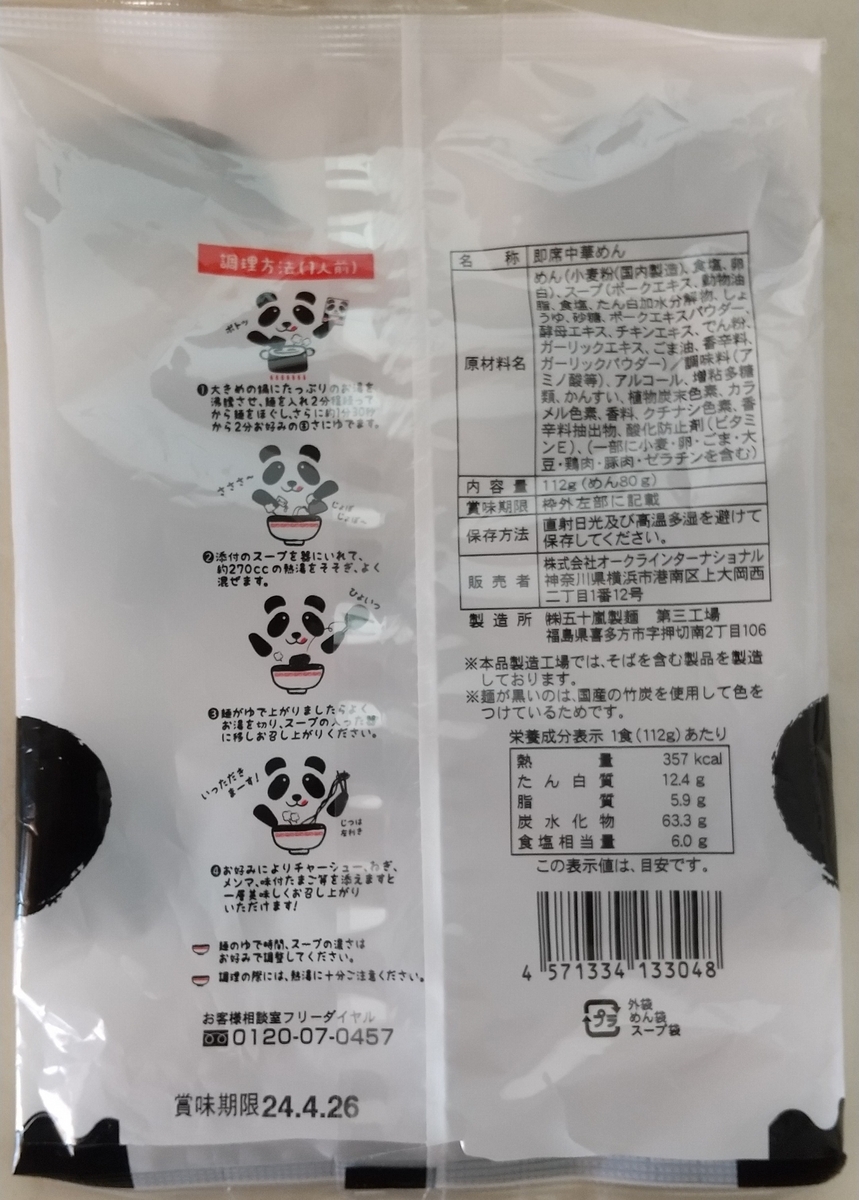 調理方法(1人前)
ポトッ
❶大きめの鍋にたっぷりのお湯を
沸騰させ、麺を入れ2分程待って
から麺をほぐし、さらに約1分30秒
から2分お好みの固さにゆでます。
さささ〜
じょぼ
じょぼ〜
❷添付のスープを器にいれて、
約270ccの熱湯をそそぎ、よく
混ぜます。
ひょいっ
❸麺がゆで上がりましたらよく
お湯を切り、スープの入った器
に移しお召し上がりください。
いっただき
まーす!
じつは
左利き
❹お好みによりチャーシュー、ねぎ、
メンマ、味付たまご等を添えますと
一層美味しくお召し上がり
いただけます!
麺のゆで時間、スープの濃さは
お好みで調整してください。
調理の際には、熱湯に十分ご注意ください。
お客様相談室フリーダイヤル
0120-07-0457
賞味期限24.4.26
名称 即席中華めん
原材料名
めん(小麦粉(国内製造)、食塩、卵
白)、スープ(ポークエキス、動物油
脂、食塩、たん白加水分解物、しょ
うゆ、砂糖、ポークエキスパウダー、
酵母エキス、チキンエキス、でん粉、
ガーリックエキス、ごま油、香辛料、
ガーリックパウダー)/調味料(ア
ミノ酸等)、アルコール、増粘多糖
類、かんすい、植物炭末色素、カラ
メル色素、香料、クチナシ色素、香
辛料抽出物、酸化防止剤(ビタミ
ンE)、(一部に小麦・卵・ごま・大
豆・鶏肉・豚肉・ゼラチンを含む)
内容量 112g(めん80g)
賞味期限 枠外左部に記載
保存方法 直射日光及び高温多湿を避けて
保存してください。
販売者
株式会社オークラインターナショナル
神奈川県横浜市港南区上大岡西
二丁目1番12号
製造所 ㈱五十嵐製麺 第三工場
福島県喜多方市字押切南2丁目106
※本品製造工場では、そばを含む製品を製造
しております。
※麺が黒いのは、国産の竹炭を使用して色を
つけているためです。
栄養成分表示 1食(112g)あたり
熱量 357 kcal
たん白質 12.4 g
脂質 5.9 g
炭水化物 63.3 g
食塩相当量 6.0 g
この表示値は、目安です。
4 571334 133048
プラ
外袋
めん袋
スープ袋